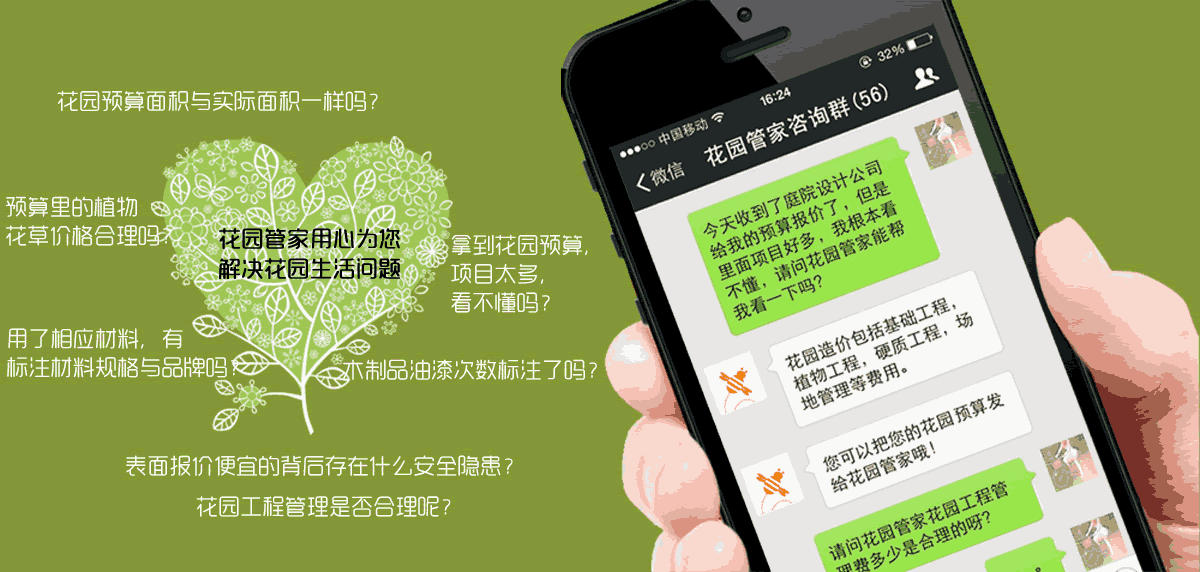 花园预算面积与实际面积一样吗?
预算里的植物
花草价格合理吗?
花园管家用心为您
解决花园生活问题
拿到花园预算,
项目太多,
看不懂吗?
用了相应材料,有
标注材料规格与品牌吗?
木制品油漆次数标注了吗?
表面报价便宜的背后存在什么安全隐患?
花园工程管理是否合理呢?
中国移动
16:24
32%
微信
花园管家咨询群(56)
今天收到了庭院设计公司
给我的预算报价了,但是
里面项目好多,我根本看
不懂,请问花园管家能帮
我看一下吗?
花园造价包括基础工程,
植物工程,硬质工程,场
地管理等费用。
您可以把您的花园预算发
给花园管家哦!
请问花园管家花园工程管
理费多少是合理的呀?